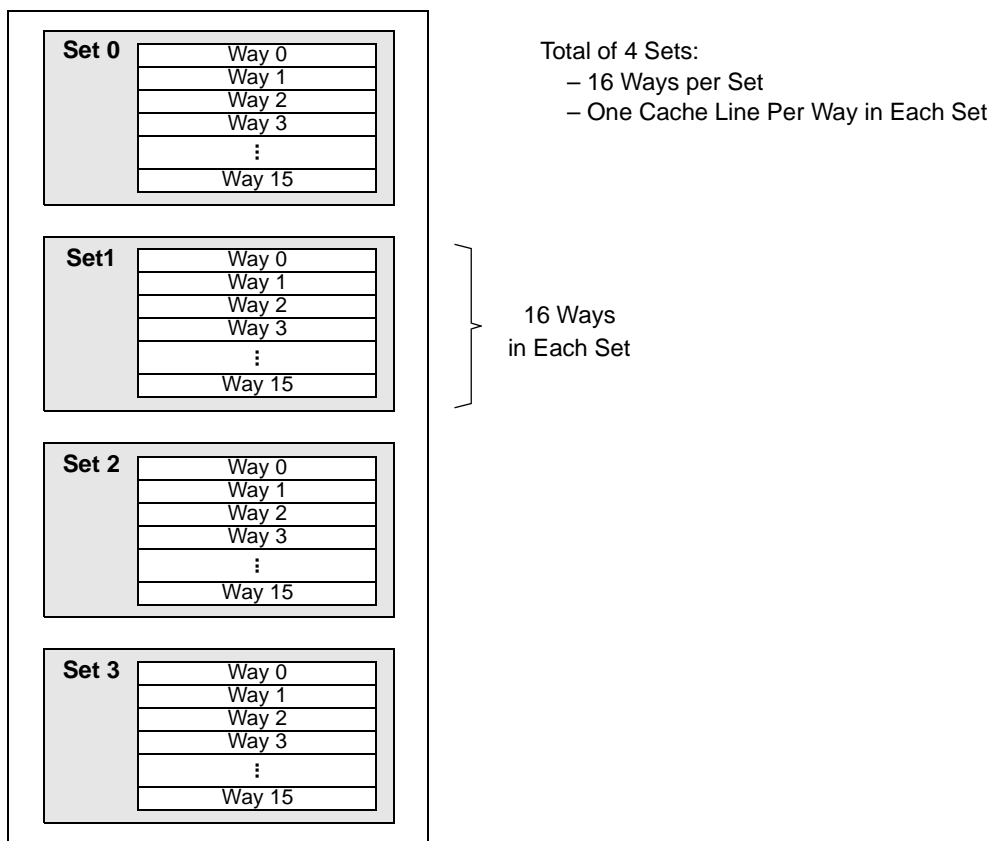 Set 0
Way 0
Way 1
Way 2
Way 3
⋮
Way 15
Total of 4 Sets:
– 16 Ways per Set
– One Cache Line Per Way in Each Set
Set1
Way 0
Way 1
Way 2
Way 3
⋮
Way 15
16 Ways
in Each Set
Set 2
Way 0
Way 1
Way 2
Way 3
⋮
Way 15
Set 3
Way 0
Way 1
Way 2
Way 3
⋮
Way 15